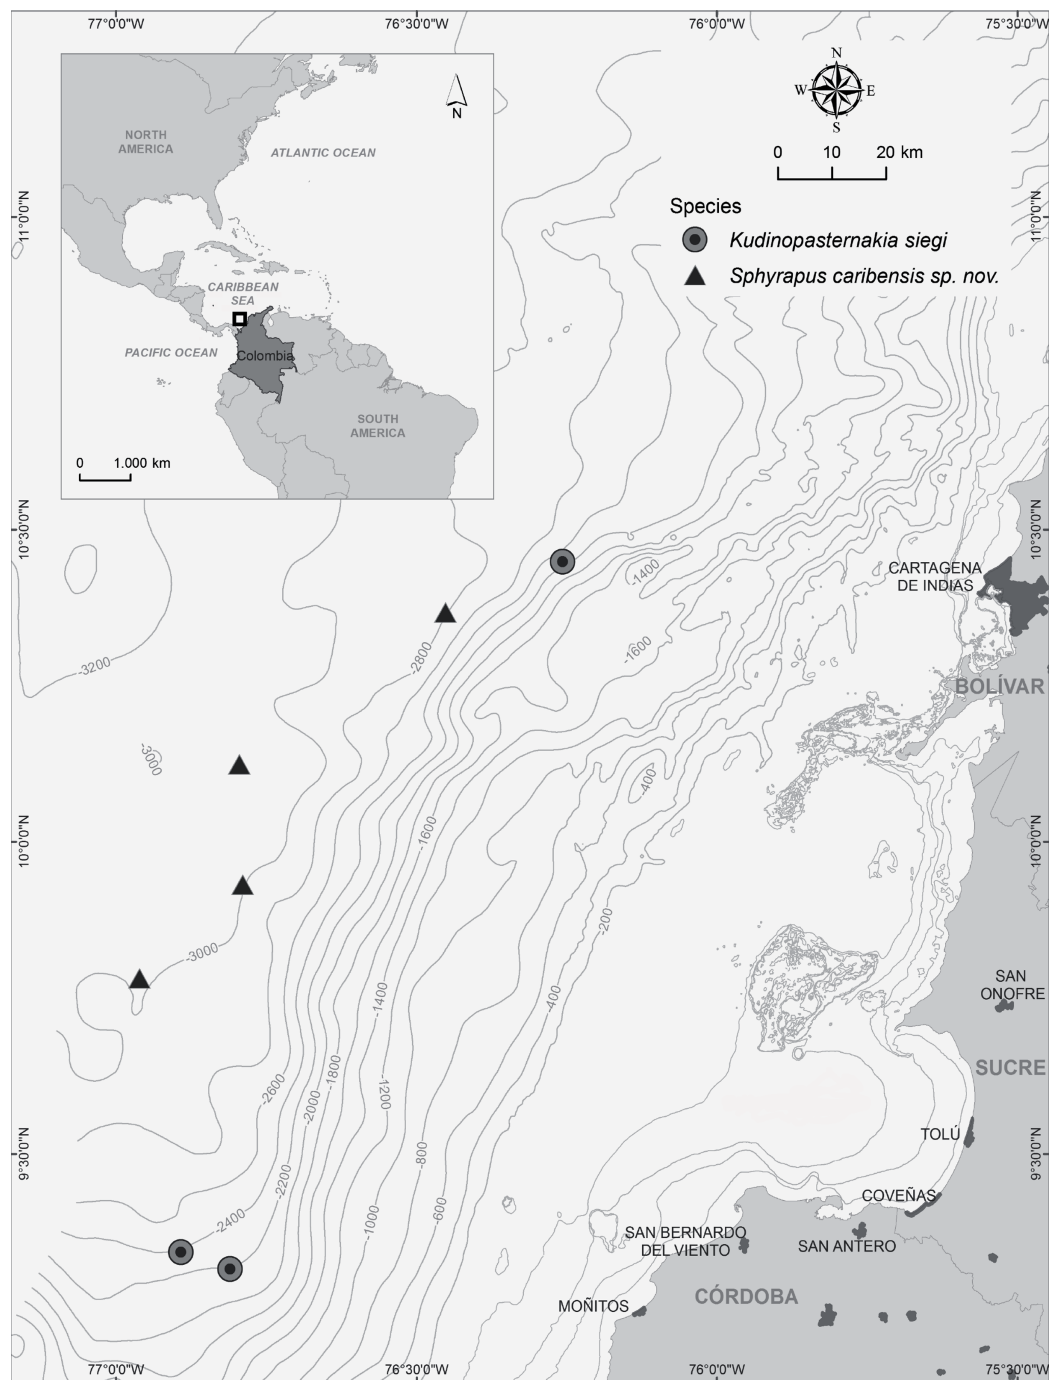 77°0'0"W
76°30'0"W
76°0'0"W
75°30'0"W
N
NORTH
AMERICA
ATLANTIC OCEAN
CARIBBEAN
SEA
PACIFIC OCEAN
Colombia
SOUTH
AMERICA
0
1.000 km
N
W
E
S
0
10
20 km
Species
Kudinopasternakia siegi
Sphyrapus caribensis sp. nov.
11°0'0"N
11°0'0"N
10°30'0"N
10°30'0"N
CARTAGENA
DE INDIAS
-1400
-1600
-2800
-3200
BOLÍVAR
-3000
-400
-1600
10°0'0"N
10°0'0"N
-200
-3000
SAN
ONOFRE
-1400
-400
SUCRE
-1800
-2600
-2000
-1200
TOLÚ
9°30'0"N
9°30'0"N
-800
-2200
COVEÑAS
-2400
-600
-1000
SAN BERNARDO
DEL VIENTO
SAN ANTERO
CÓRDOBA
MOÑITOS
77°0'0"W
76°30'0"W
76°0'0"W
75°30'0"W